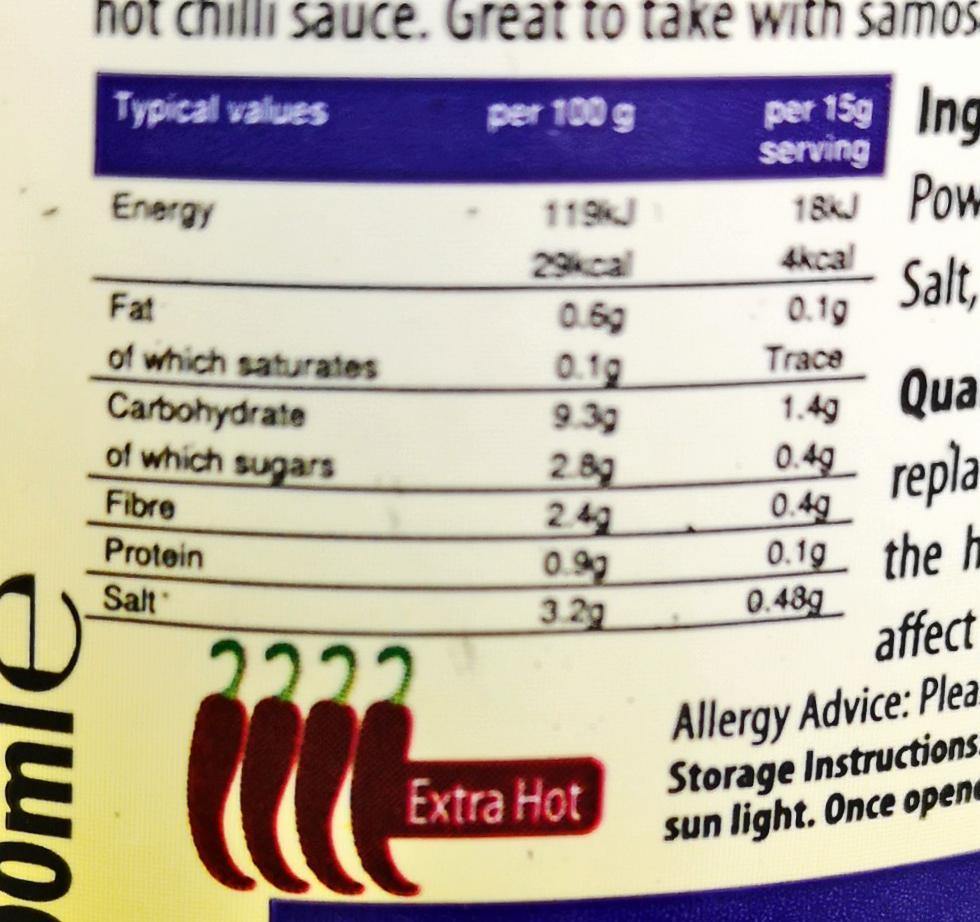 hot chilli sauce. Great to take with samos
Typical values per 100 g per 15g
serving
Energy 119kJ 18kJ
29kcal 4kcal
Fat 0.6g 0.1g
of which saturates 0.1g Trace
Carbohydrate 9.3g 1.4g
of which sugars 2.8g 0.4g
Fibre 2.4g 0.4g
Protein 0.9g 0.1g
Salt 3.2g 0.48g
Extra Hot
Ing
Pow
Salt,
Qua
repla
the h
affect
Allergy Advice: Plea
Storage Instructions
sun light. Once opene
omie